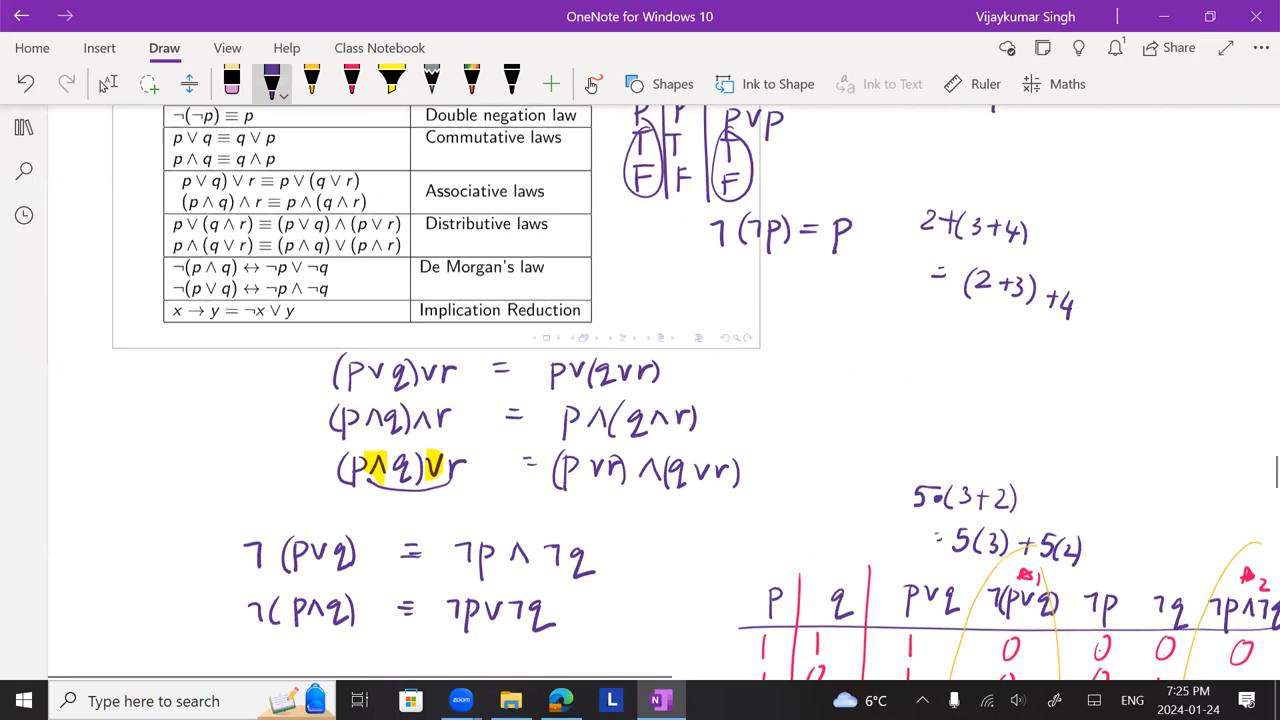 OneNote for Windows 10
Vijaykumar Singh
Home Insert Draw View Help Class Notebook
Share
Shapes Ink to Shape Ink to Text Ruler Maths
¬(¬p) ≡ p Double negation law
p ∨ q ≡ q ∨ p Commutative laws
p ∧ q ≡ q ∧ p
(p ∨ q) ∨ r ≡ p ∨ (q ∨ r) Associative laws
(p ∧ q) ∧ r ≡ p ∧ (q ∧ r)
p ∨ (q ∧ r) ≡ (p ∨ q) ∧ (p ∨ r) Distributive laws
p ∧ (q ∨ r) ≡ (p ∧ q) ∨ (p ∧ r)
¬(p ∧ q) ↔ ¬p ∨ ¬q De Morgan's law
¬(p ∨ q) ↔ ¬p ∧ ¬q
x → y = ¬x ∨ y Implication Reduction
P P P∨P
T T T
F F F
¬(¬p) = p
2+(3+4)
= (2+3)+4
(p∨q)∨r = p∨(q∨r)
(p∧q)∧r = p∧(q∧r)
(p∧q)∨r = (p∨r)∧(q∨r)
¬(p∨q) = ¬p∧¬q
¬(p∧q) = ¬p∨¬q
5•(3+2)
= 5(3)+5(2)
P q p∨q ¬(p∨q) ¬p ¬q ¬p∧¬q
1 1 1 0 0 0 0
Type here to search
6°C
ENG
7:25 PM
2024-01-24